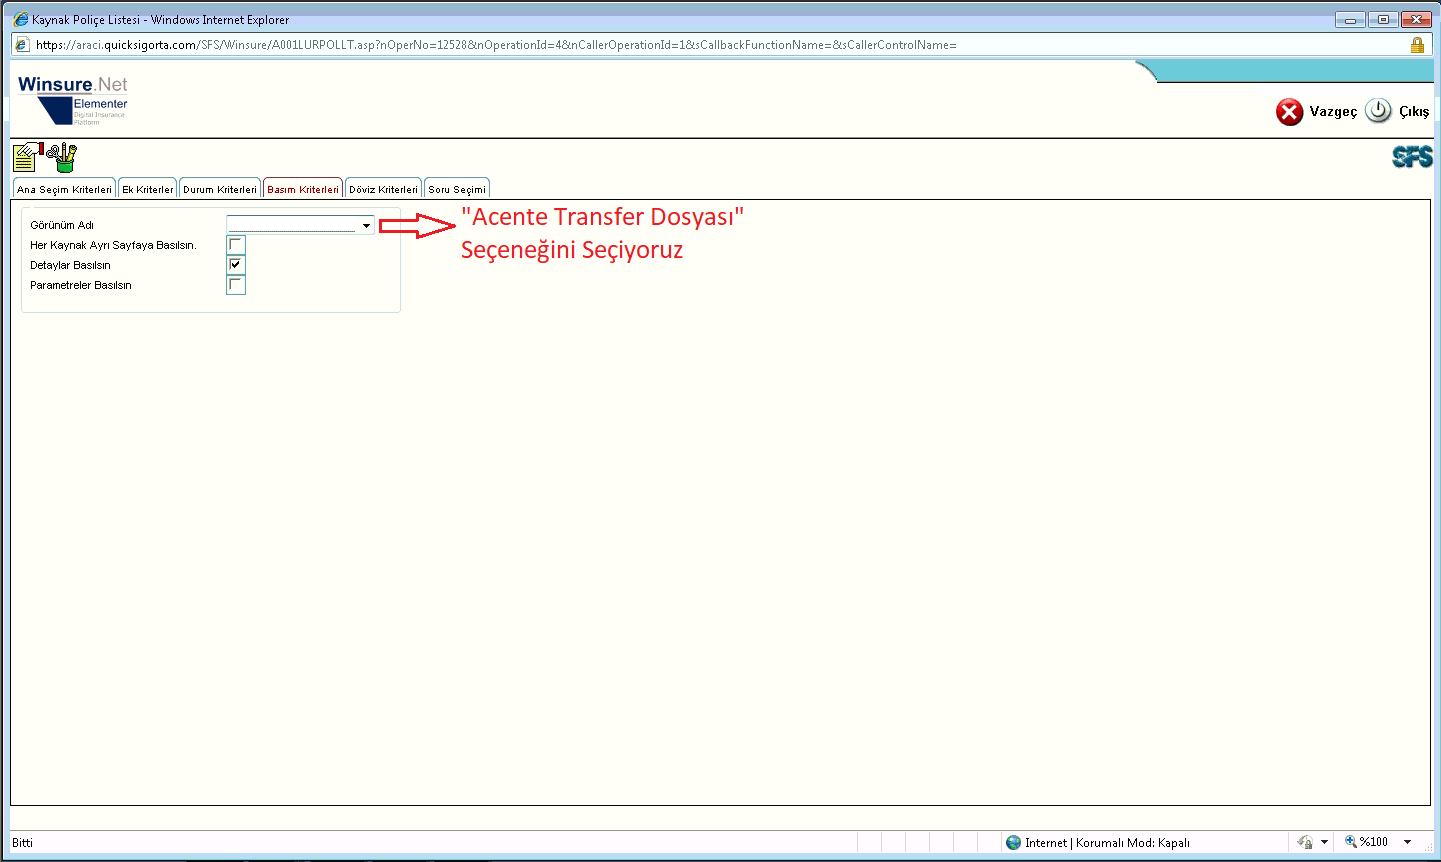 Kaynak Poliçe Listesi - Windows Internet Explorer
https://araci.quicksigorta.com/SFS/Winsure/A001LURPOLLT.asp?nOperNo=12528&nOperationId=4&nCallerOperationId=1&sCallbackFunctionName=&sCallerControlName=
Winsure.Net
Elementer
Digital Insurance
Platform
Vazgeç Çıkış
SFS
Ana Seçim Kriterleri Ek Kriterler Durum Kriterleri Basım Kriterleri Döviz Kriterleri Soru Seçimi
Görünüm Adı
"Acente Transfer Dosyası"
Seçeneğini Seçiyoruz
Her Kaynak Ayrı Sayfaya Basılsın.
Detaylar Basılsın
Parametreler Basılsın
Bitti
Internet | Korumalı Mod: Kapalı
%100